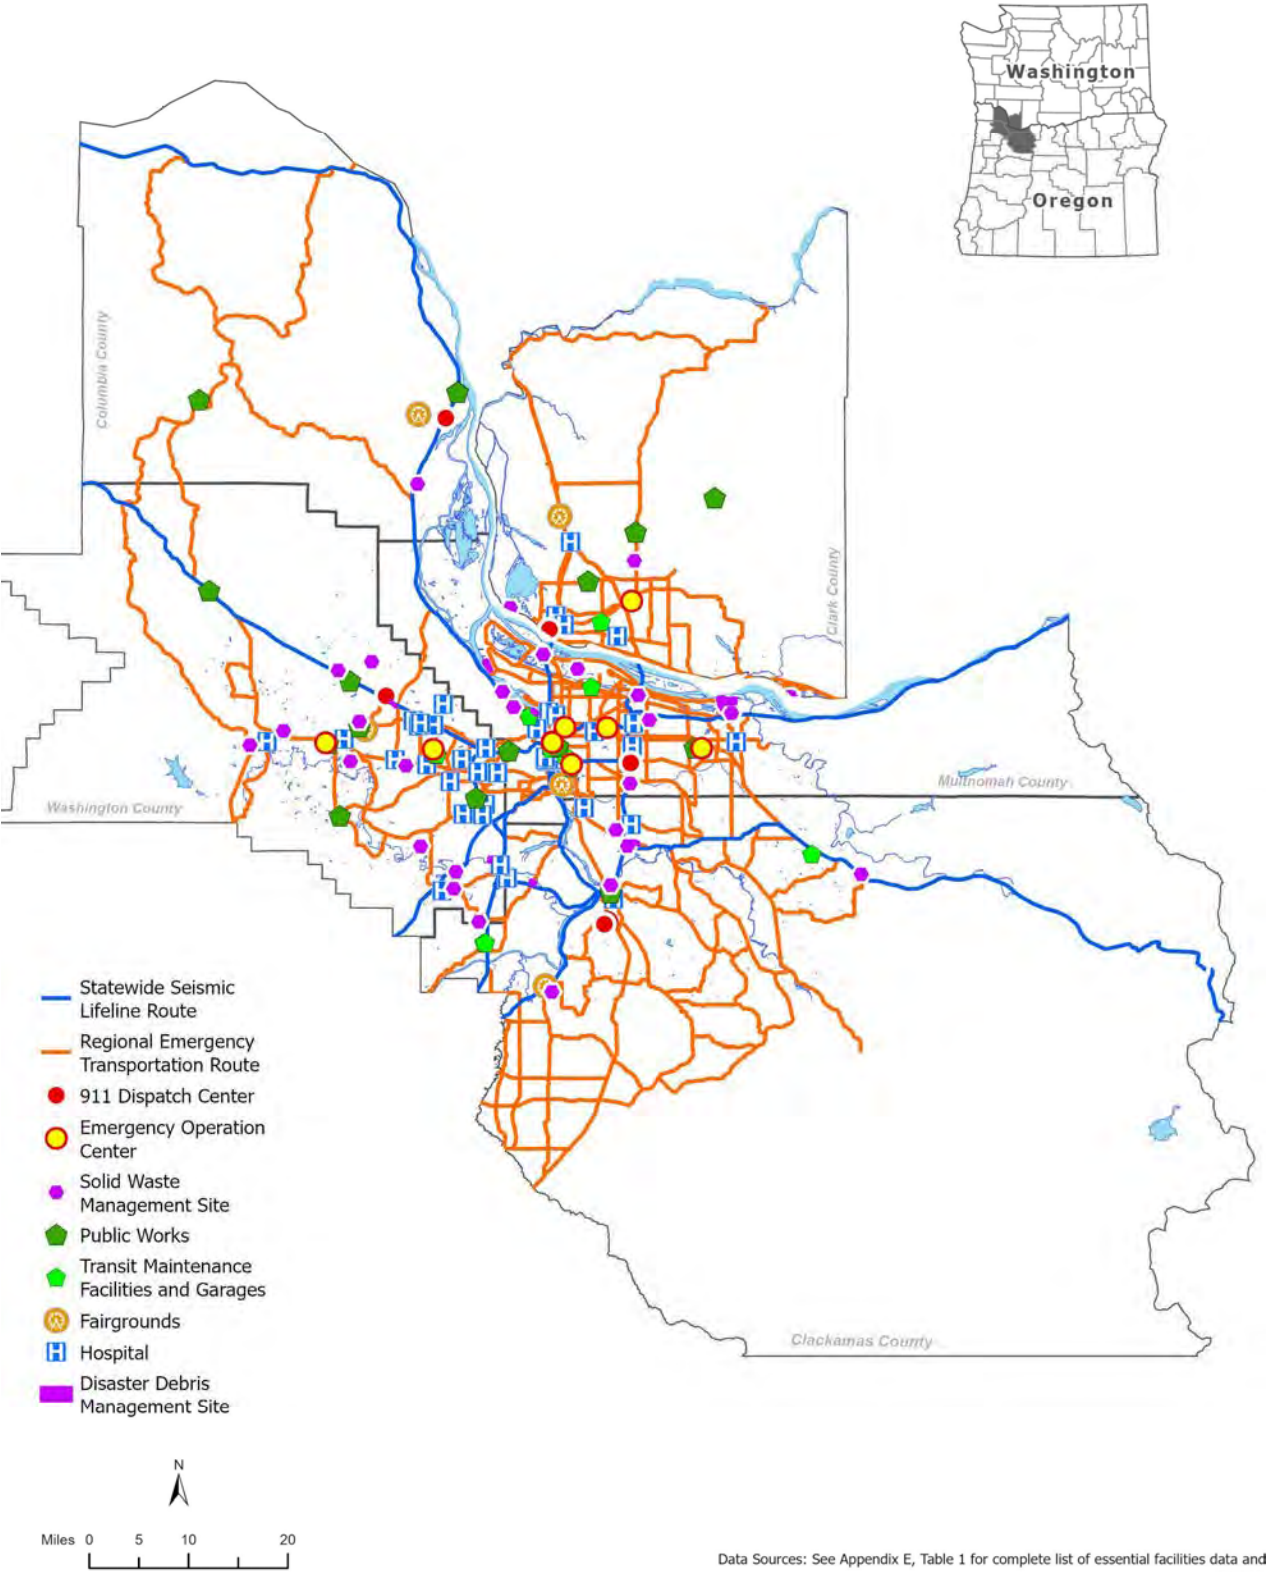 Washington
Oregon
Columbia County
Clark County
Multnomah County
Washington County
Statewide Seismic
Lifeline Route
Regional Emergency
Transportation Route
911 Dispatch Center
Emergency Operation
Center
Solid Waste
Management Site
Public Works
Transit Maintenance
Facilities and Garages
Fairgrounds
H Hospital
Disaster Debris
Management Site
Clackamas County
N
Miles 0 5 10 20
Data Sources: See Appendix E, Table 1 for complete list of essential facilities data and